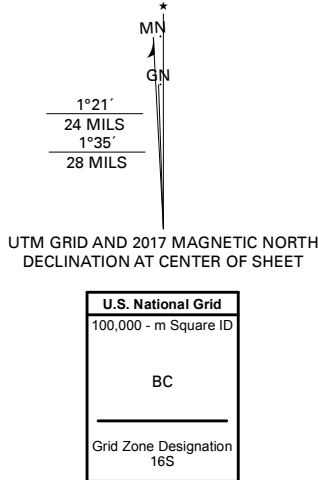 ★
MN
GN
1°21´
24 MILS
1°35´
28 MILS
UTM GRID AND 2017 MAGNETIC NORTH
DECLINATION AT CENTER OF SHEET
U.S. National Grid
100,000 - m Square ID
BC
Grid Zone Designation
16S